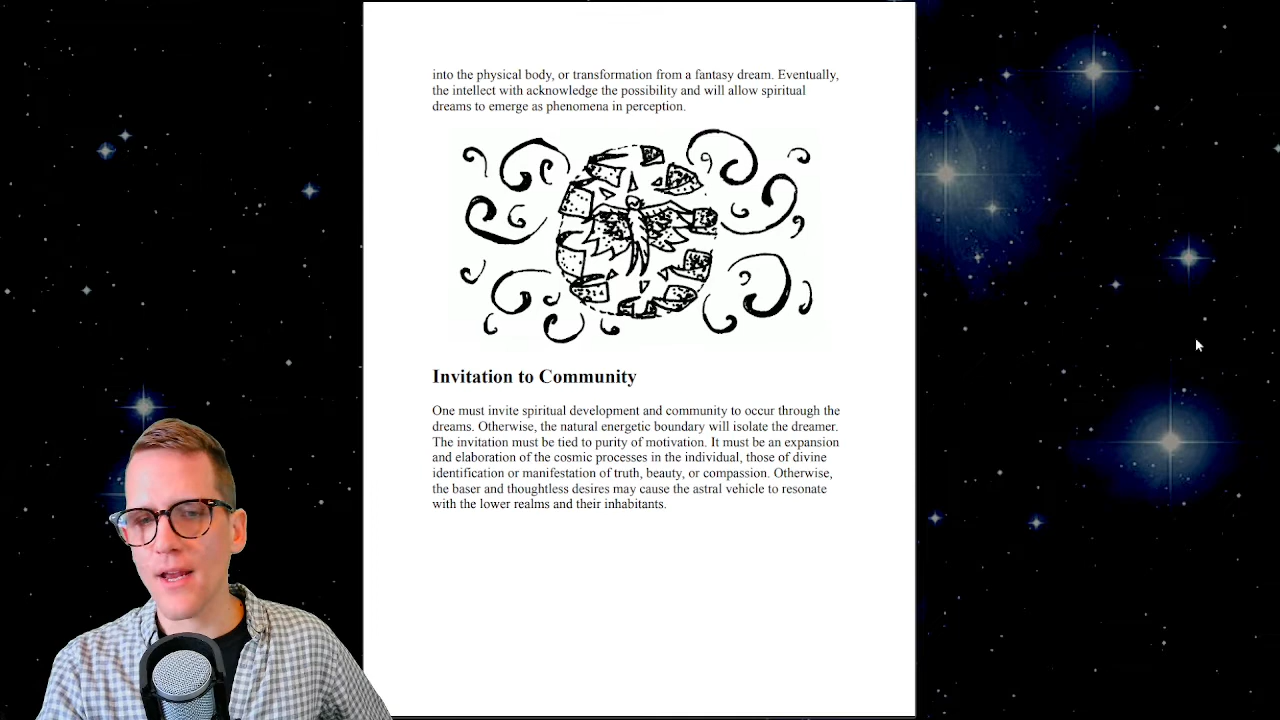 into the physical body, or transformation from a fantasy dream. Eventually,
the intellect with acknowledge the possibility and will allow spiritual
dreams to emerge as phenomena in perception.
Invitation to Community
One must invite spiritual development and community to occur through the
dreams. Otherwise, the natural energetic boundary will isolate the dreamer.
The invitation must be tied to purity of motivation. It must be an expansion
and elaboration of the cosmic processes in the individual, those of divine
identification or manifestation of truth, beauty, or compassion. Otherwise,
the baser and thoughtless desires may cause the astral vehicle to resonate
with the lower realms and their inhabitants.